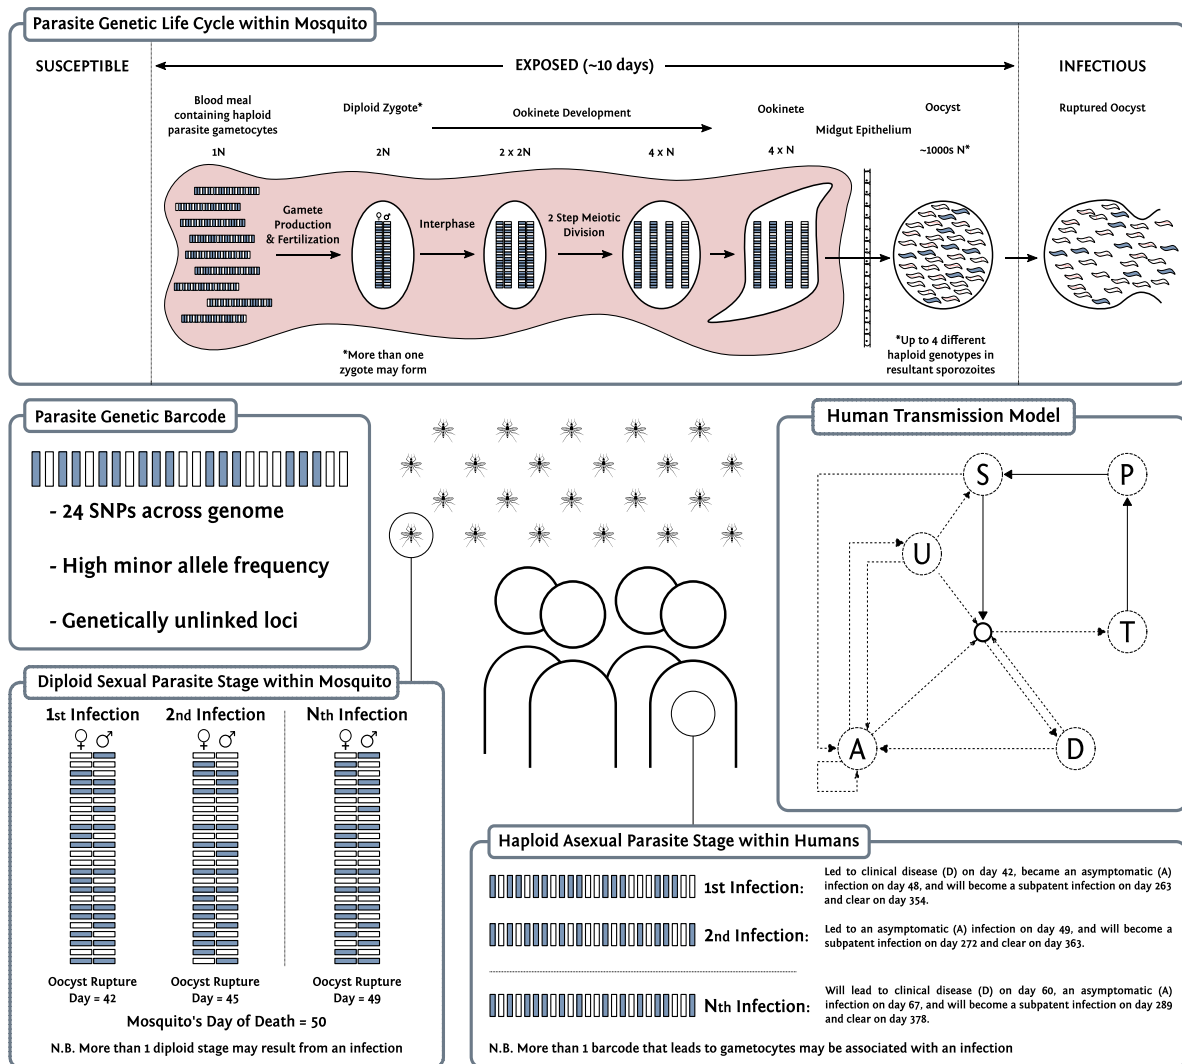 Parasite Genetic Life Cycle within Mosquito
SUSCEPTIBLE
EXPOSED (~10 days)
INFECTIOUS
Blood meal
containing haploid
parasite gametocytes
1N
Diploid Zygote*
2N
Ookinete Development
2 x 2N
4 x N
Ookinete
4 x N
Midgut Epithelium
Oocyst
~1000s N*
Ruptured Oocyst
Gamete
Production
& Fertilization
♀♂
Interphase
2 Step Meiotic
Division
*More than one
zygote may form
*Up to 4 different
haploid genotypes in
resultant sporozoites
Parasite Genetic Barcode
- 24 SNPs across genome
- High minor allele frequency
- Genetically unlinked loci
Human Transmission Model
S
P
U
T
A
D
Diploid Sexual Parasite Stage within Mosquito
1st Infection
2nd Infection
Nth Infection
♀ ♂
♀ ♂
♀ ♂
Oocyst Rupture
Day = 42
Oocyst Rupture
Day = 45
Oocyst Rupture
Day = 49
Mosquito's Day of Death = 50
N.B. More than 1 diploid stage may result from an infection
Haploid Asexual Parasite Stage within Humans
1st Infection:
Led to clinical disease (D) on day 42, became an asymptomatic (A)
infection on day 48, and will become a subpatent infection on day 263
and clear on day 354.
2nd Infection:
Led to an asymptomatic (A) infection on day 49, and will become a
subpatent infection on day 272 and clear on day 363.
Nth Infection:
Will lead to clinical disease (D) on day 60, an asymptomatic (A)
infection on day 67, and will become a subpatent infection on day 289
and clear on day 378.
N.B. More than 1 barcode that leads to gametocytes may be associated with an infection